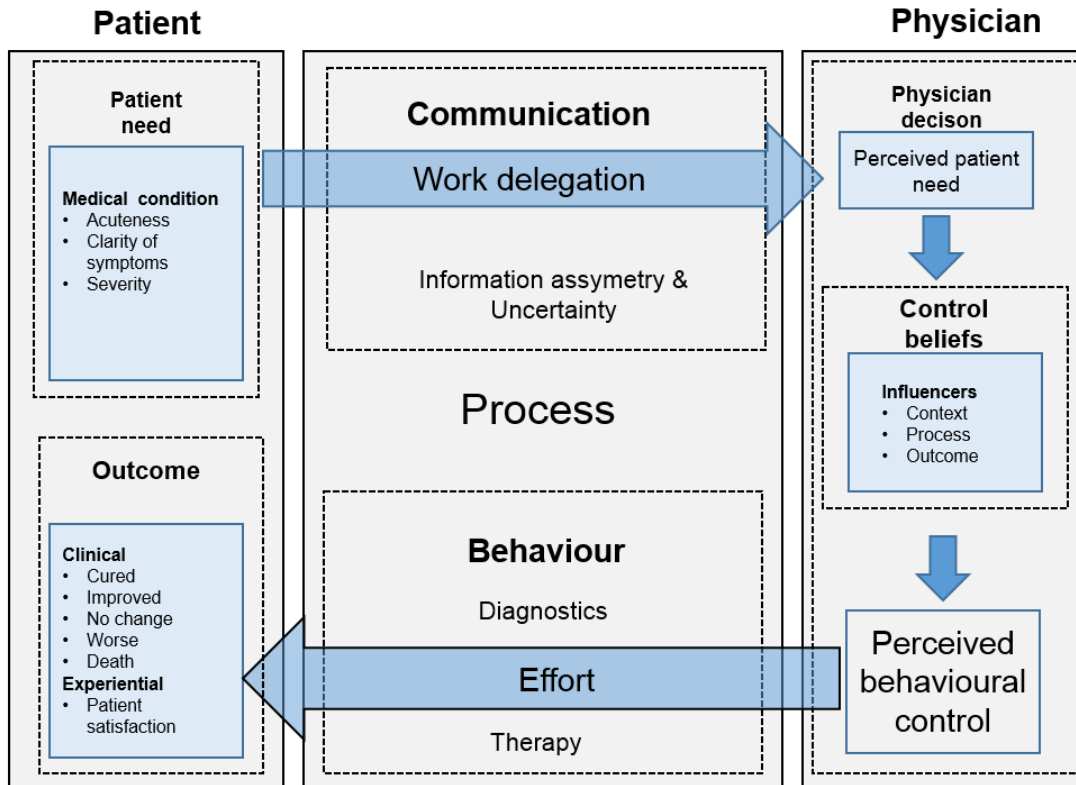 Patient
Patient
need
Medical condition
• Acuteness
• Clarity of
symptoms
• Severity
Outcome
Clinical
• Cured
• Improved
• No change
• Worse
• Death
Experiential
• Patient
satisfaction
Communication
Work delegation
Information assymetry &
Uncertainty
Process
Behaviour
Diagnostics
Effort
Therapy
Physician
Physician
decison
Perceived patient
need
Control
beliefs
Influencers
• Context
• Process
• Outcome
Perceived
behavioural
control